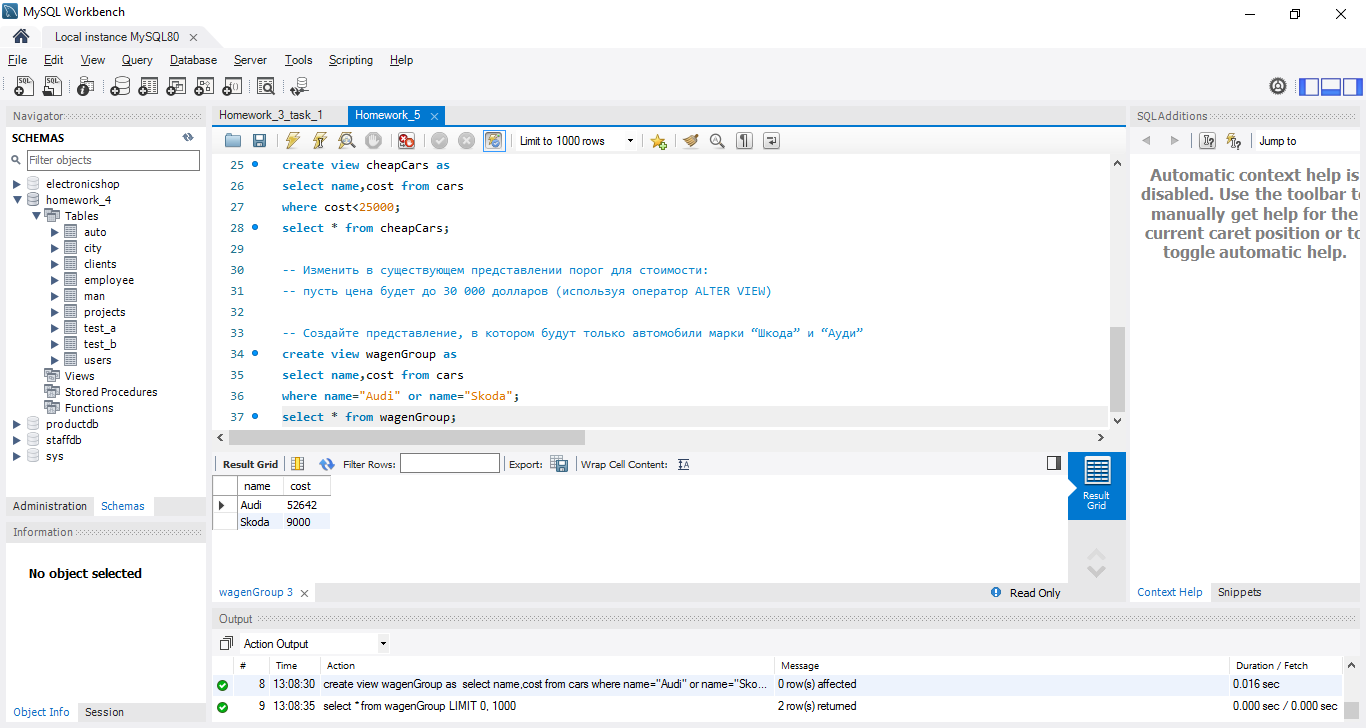 MySQL Workbench
Local instance MySQL80
File Edit View Query Database Server Tools Scripting Help
Navigator
SCHEMAS
Filter objects
electronicshop
homework_4
Tables
auto
city
clients
employee
man
projects
test_a
test_b
users
Views
Stored Procedures
Functions
productdb
staffdb
sys
Administration Schemas
Information
No object selected
Object Info Session
Homework_3_task_1 Homework_5
Limit to 1000 rows
25 create view cheapCars as
26 select name,cost from cars
27 where cost<25000;
28 select * from cheapCars;
29
30 -- Изменить в существующем представлении порог для стоимости:
31 -- пусть цена будет до 30 000 долларов (используя оператор ALTER VIEW)
32
33 -- Создайте представление, в котором будут только автомобили марки “Шкода” и “Ауди”
34 create view wagenGroup as
35 select name,cost from cars
36 where name="Audi" or name="Skoda";
37 select * from wagenGroup;
Result Grid Filter Rows: Export: Wrap Cell Content:
name cost
Audi 52642
Skoda 9000
Result Grid
wagenGroup 3
Read Only
SQLAdditions
Jump to
Automatic context help is
disabled. Use the toolbar to
manually get help for the
current caret position or to
toggle automatic help.
Context Help Snippets
Output
Action Output
# Time Action Message Duration / Fetch
8 13:08:30 create view wagenGroup as select name,cost from cars where name="Audi" or name="Sko... 0 row(s) affected 0.016 sec
9 13:08:35 select * from wagenGroup LIMIT 0, 1000 2 row(s) returned 0.000 sec / 0.000 sec